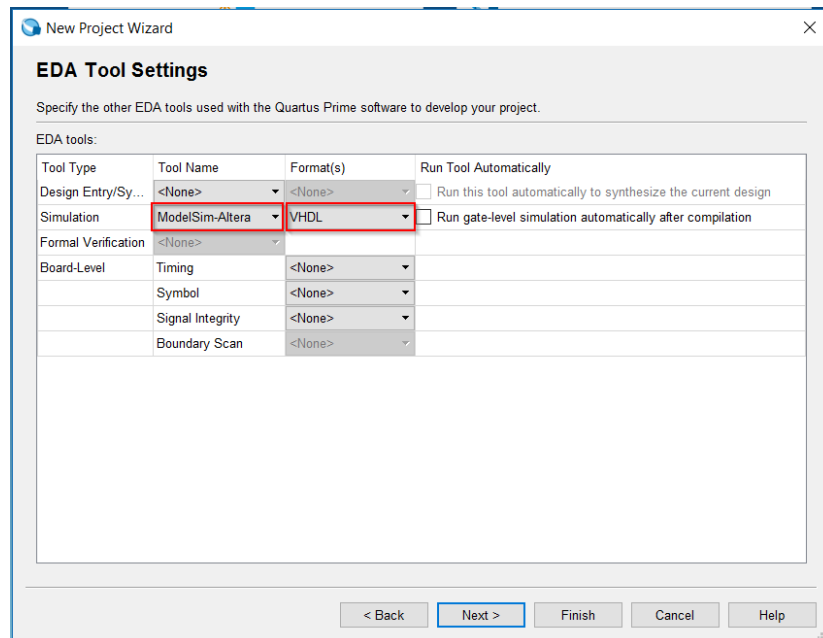 New Project Wizard
EDA Tool Settings
Specify the other EDA tools used with the Quartus Prime software to develop your project.
EDA tools:
Tool Type Tool Name Format(s) Run Tool Automatically
Design Entry/Sy... <None> <None> Run this tool automatically to synthesize the current design
Simulation ModelSim-Altera VHDL Run gate-level simulation automatically after compilation
Formal Verification <None>
Board-Level Timing <None>
Symbol <None>
Signal Integrity <None>
Boundary Scan <None>
< Back Next > Finish Cancel Help